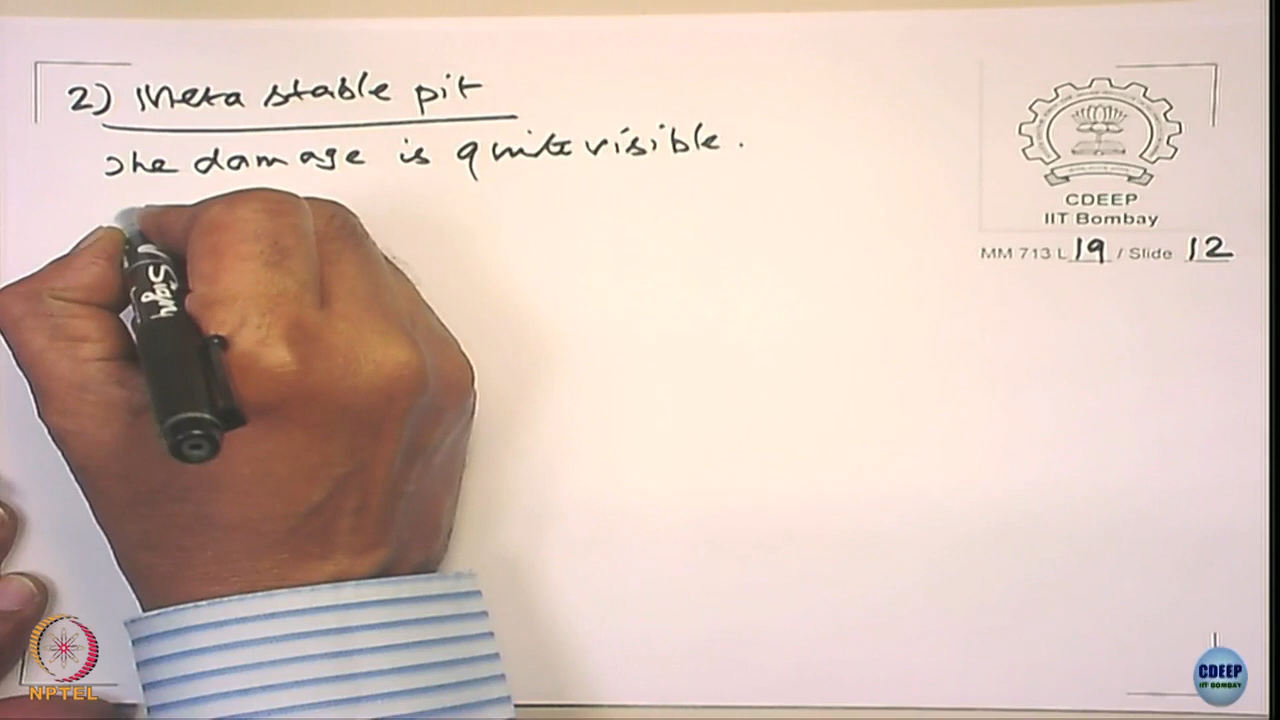 2) Meta stable pit
The damage is quite visible.
CDEEP
IIT Bombay
MM 713 L 19 / Slide 12
Sign
NPTEL
CDEEP
IIT BOMBAY